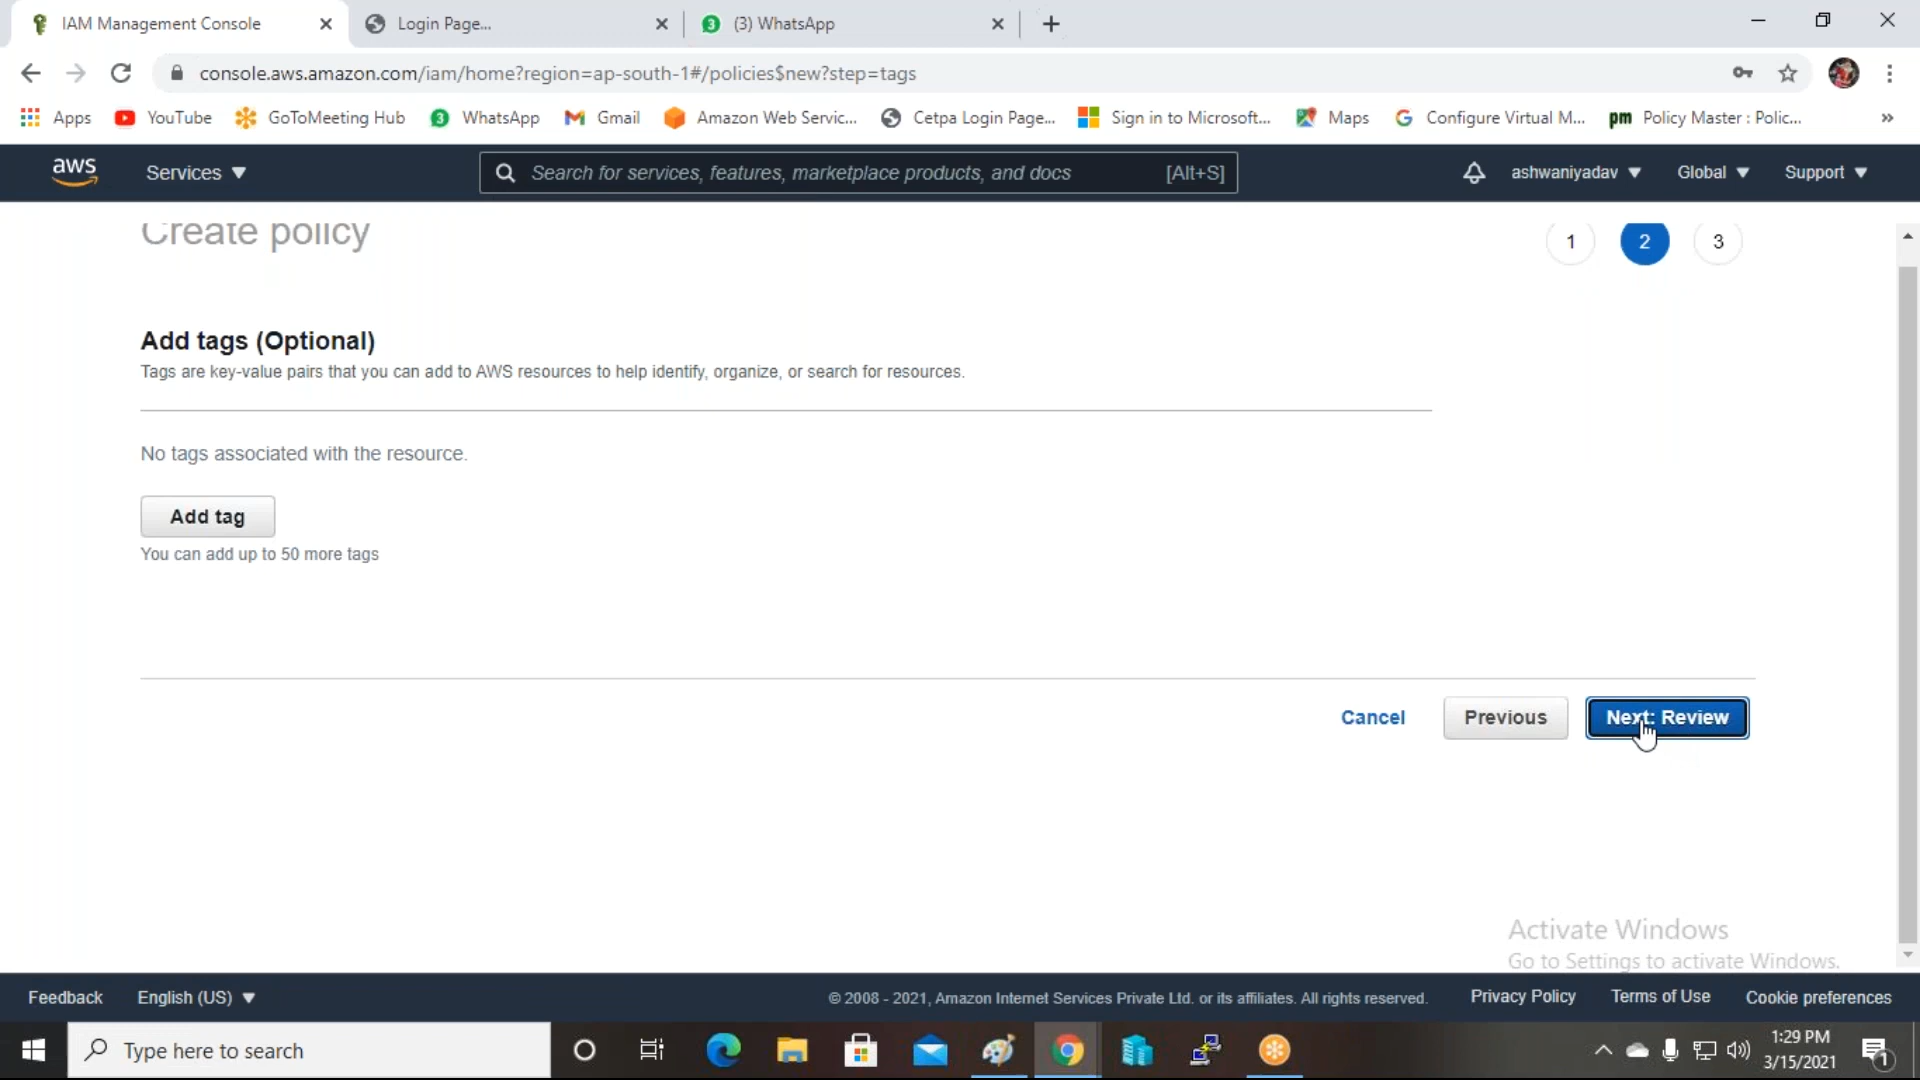 IAM Management Console
Login Page...
3
(3) WhatsApp
console.aws.amazon.com/iam/home?region=ap-south-1#/policies$new?step=tags
Apps
YouTube
GoToMeeting Hub
3
WhatsApp
Gmail
Amazon Web Servic...
Cetpa Login Page...
Sign in to Microsoft...
Maps
Configure Virtual M...
pm
Policy Master : Polic...
»
aws
Services
Search for services, features, marketplace products, and docs
[Alt+S]
ashwaniyadav
Global
Support
Create policy
1
2
3
Add tags (Optional)
Tags are key-value pairs that you can add to AWS resources to help identify, organize, or search for resources.
No tags associated with the resource.
Add tag
You can add up to 50 more tags
Cancel
Previous
Next: Review
Activate Windows
Go to Settings to activate Windows.
Feedback
English (US)
© 2008 - 2021, Amazon Internet Services Private Ltd. or its affiliates. All rights reserved.
Privacy Policy
Terms of Use
Cookie preferences
Type here to search
1:29 PM
3/15/2021
1